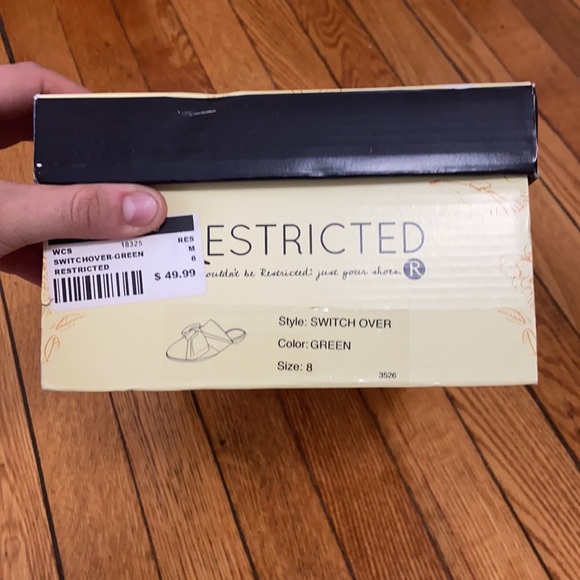 WCS 18325 RES
SWITCHOVER-GREEN M
RESTRICTED 8
$ 49.99
ESTRICTED
be Restricted: just your shoes. R
Style: SWITCH OVER
Color: GREEN
Size: 8
3526